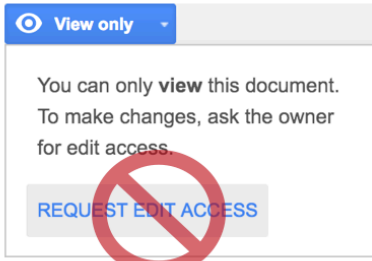 View only
You can only view this document.
To make changes, ask the owner
for edit access.
REQUEST EDIT ACCESS